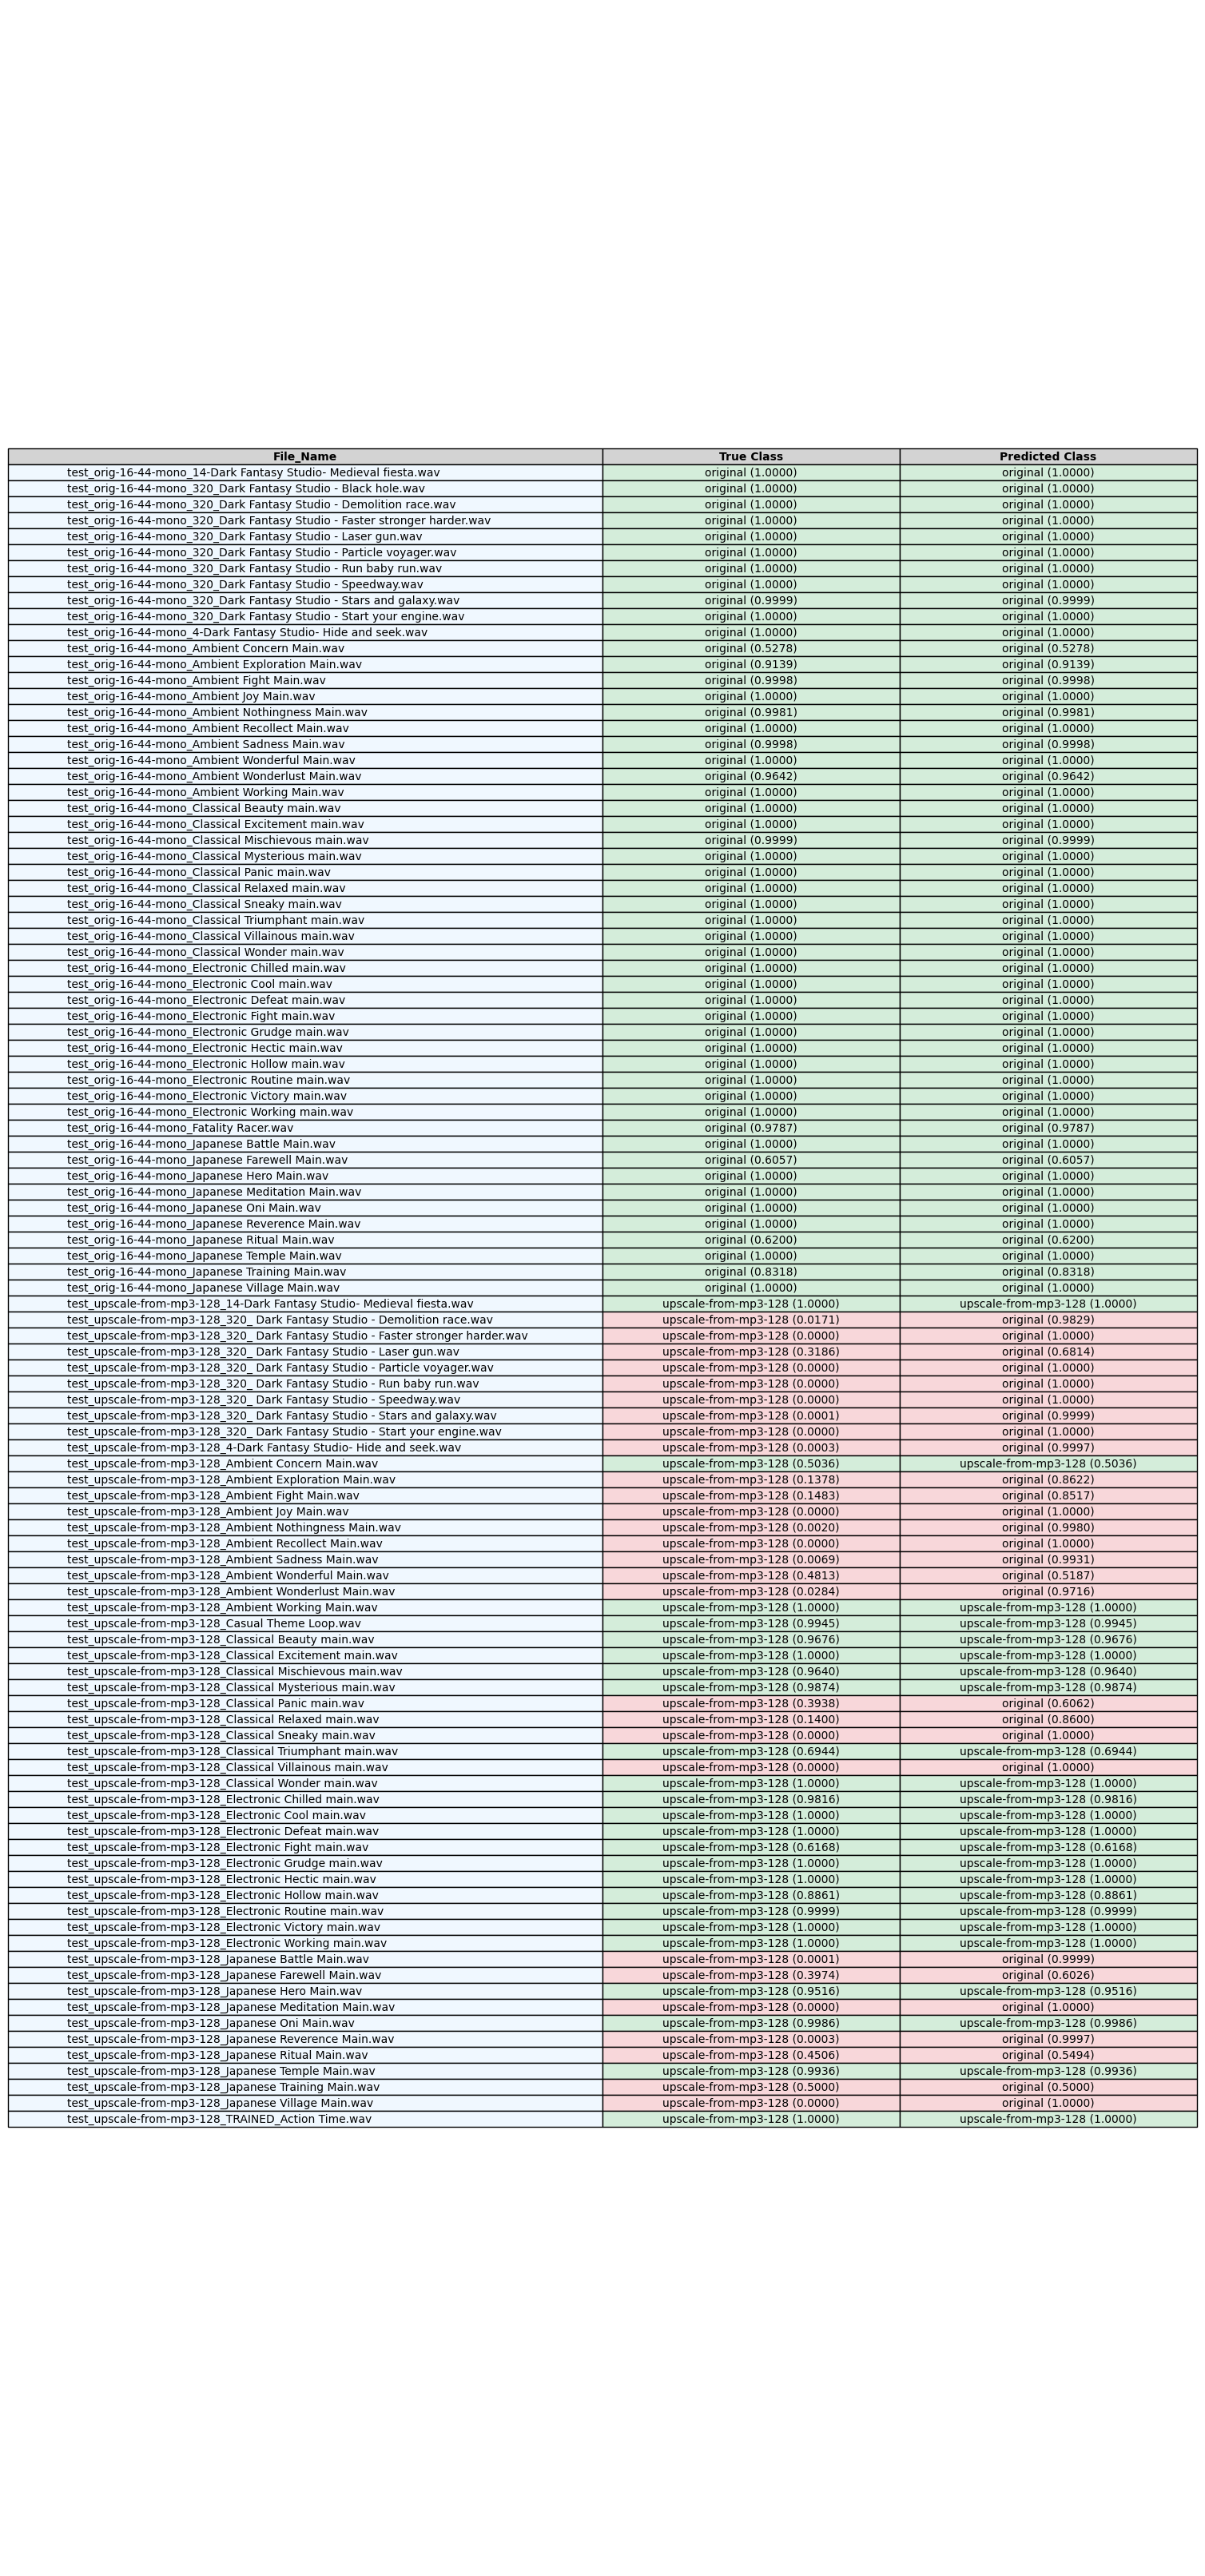 File_Name True Class Predicted Class
test_orig-16-44-mono_14-Dark Fantasy Studio- Medieval fiesta.wav original (1.0000) original (1.0000)
test_orig-16-44-mono_320_Dark Fantasy Studio - Black hole.wav original (1.0000) original (1.0000)
test_orig-16-44-mono_320_Dark Fantasy Studio - Demolition race.wav original (1.0000) original (1.0000)
test_orig-16-44-mono_320_Dark Fantasy Studio - Faster stronger harder.wav original (1.0000) original (1.0000)
test_orig-16-44-mono_320_Dark Fantasy Studio - Laser gun.wav original (1.0000) original (1.0000)
test_orig-16-44-mono_320_Dark Fantasy Studio - Particle voyager.wav original (1.0000) original (1.0000)
test_orig-16-44-mono_320_Dark Fantasy Studio - Run baby run.wav original (1.0000) original (1.0000)
test_orig-16-44-mono_320_Dark Fantasy Studio - Speedway.wav original (1.0000) original (1.0000)
test_orig-16-44-mono_320_Dark Fantasy Studio - Stars and galaxy.wav original (0.9999) original (0.9999)
test_orig-16-44-mono_320_Dark Fantasy Studio - Start your engine.wav original (1.0000) original (1.0000)
test_orig-16-44-mono_4-Dark Fantasy Studio- Hide and seek.wav original (1.0000) original (1.0000)
test_orig-16-44-mono_Ambient Concern Main.wav original (0.5278) original (0.5278)
test_orig-16-44-mono_Ambient Exploration Main.wav original (0.9139) original (0.9139)
test_orig-16-44-mono_Ambient Fight Main.wav original (0.9998) original (0.9998)
test_orig-16-44-mono_Ambient Joy Main.wav original (1.0000) original (1.0000)
test_orig-16-44-mono_Ambient Nothingness Main.wav original (0.9981) original (0.9981)
test_orig-16-44-mono_Ambient Recollect Main.wav original (1.0000) original (1.0000)
test_orig-16-44-mono_Ambient Sadness Main.wav original (0.9998) original (0.9998)
test_orig-16-44-mono_Ambient Wonderful Main.wav original (1.0000) original (1.0000)
test_orig-16-44-mono_Ambient Wonderlust Main.wav original (0.9642) original (0.9642)
test_orig-16-44-mono_Ambient Working Main.wav original (1.0000) original (1.0000)
test_orig-16-44-mono_Classical Beauty main.wav original (1.0000) original (1.0000)
test_orig-16-44-mono_Classical Excitement main.wav original (1.0000) original (1.0000)
test_orig-16-44-mono_Classical Mischievous main.wav original (0.9999) original (0.9999)
test_orig-16-44-mono_Classical Mysterious main.wav original (1.0000) original (1.0000)
test_orig-16-44-mono_Classical Panic main.wav original (1.0000) original (1.0000)
test_orig-16-44-mono_Classical Relaxed main.wav original (1.0000) original (1.0000)
test_orig-16-44-mono_Classical Sneaky main.wav original (1.0000) original (1.0000)
test_orig-16-44-mono_Classical Triumphant main.wav original (1.0000) original (1.0000)
test_orig-16-44-mono_Classical Villainous main.wav original (1.0000) original (1.0000)
test_orig-16-44-mono_Classical Wonder main.wav original (1.0000) original (1.0000)
test_orig-16-44-mono_Electronic Chilled main.wav original (1.0000) original (1.0000)
test_orig-16-44-mono_Electronic Cool main.wav original (1.0000) original (1.0000)
test_orig-16-44-mono_Electronic Defeat main.wav original (1.0000) original (1.0000)
test_orig-16-44-mono_Electronic Fight main.wav original (1.0000) original (1.0000)
test_orig-16-44-mono_Electronic Grudge main.wav original (1.0000) original (1.0000)
test_orig-16-44-mono_Electronic Hectic main.wav original (1.0000) original (1.0000)
test_orig-16-44-mono_Electronic Hollow main.wav original (1.0000) original (1.0000)
test_orig-16-44-mono_Electronic Routine main.wav original (1.0000) original (1.0000)
test_orig-16-44-mono_Electronic Victory main.wav original (1.0000) original (1.0000)
test_orig-16-44-mono_Electronic Working main.wav original (1.0000) original (1.0000)
test_orig-16-44-mono_Fatality Racer.wav original (0.9787) original (0.9787)
test_orig-16-44-mono_Japanese Battle Main.wav original (1.0000) original (1.0000)
test_orig-16-44-mono_Japanese Farewell Main.wav original (0.6057) original (0.6057)
test_orig-16-44-mono_Japanese Hero Main.wav original (1.0000) original (1.0000)
test_orig-16-44-mono_Japanese Meditation Main.wav original (1.0000) original (1.0000)
test_orig-16-44-mono_Japanese Oni Main.wav original (1.0000) original (1.0000)
test_orig-16-44-mono_Japanese Reverence Main.wav original (1.0000) original (1.0000)
test_orig-16-44-mono_Japanese Ritual Main.wav original (0.6200) original (0.6200)
test_orig-16-44-mono_Japanese Temple Main.wav original (1.0000) original (1.0000)
test_orig-16-44-mono_Japanese Training Main.wav original (0.8318) original (0.8318)
test_orig-16-44-mono_Japanese Village Main.wav original (1.0000) original (1.0000)
test_upscale-from-mp3-128_14-Dark Fantasy Studio- Medieval fiesta.wav upscale-from-mp3-128 (1.0000) upscale-from-mp3-128 (1.0000)
test_upscale-from-mp3-128_320_ Dark Fantasy Studio - Demolition race.wav upscale-from-mp3-128 (0.0171) original (0.9829)
test_upscale-from-mp3-128_320_ Dark Fantasy Studio - Faster stronger harder.wav upscale-from-mp3-128 (0.0000) original (1.0000)
test_upscale-from-mp3-128_320_ Dark Fantasy Studio - Laser gun.wav upscale-from-mp3-128 (0.3186) original (0.6814)
test_upscale-from-mp3-128_320_ Dark Fantasy Studio - Particle voyager.wav upscale-from-mp3-128 (0.0000) original (1.0000)
test_upscale-from-mp3-128_320_ Dark Fantasy Studio - Run baby run.wav upscale-from-mp3-128 (0.0000) original (1.0000)
test_upscale-from-mp3-128_320_ Dark Fantasy Studio - Speedway.wav upscale-from-mp3-128 (0.0000) original (1.0000)
test_upscale-from-mp3-128_320_ Dark Fantasy Studio - Stars and galaxy.wav upscale-from-mp3-128 (0.0001) original (0.9999)
test_upscale-from-mp3-128_320_ Dark Fantasy Studio - Start your engine.wav upscale-from-mp3-128 (0.0000) original (1.0000)
test_upscale-from-mp3-128_4-Dark Fantasy Studio- Hide and seek.wav upscale-from-mp3-128 (0.0003) original (0.9997)
test_upscale-from-mp3-128_Ambient Concern Main.wav upscale-from-mp3-128 (0.5036) upscale-from-mp3-128 (0.5036)
test_upscale-from-mp3-128_Ambient Exploration Main.wav upscale-from-mp3-128 (0.1378) original (0.8622)
test_upscale-from-mp3-128_Ambient Fight Main.wav upscale-from-mp3-128 (0.1483) original (0.8517)
test_upscale-from-mp3-128_Ambient Joy Main.wav upscale-from-mp3-128 (0.0000) original (1.0000)
test_upscale-from-mp3-128_Ambient Nothingness Main.wav upscale-from-mp3-128 (0.0020) original (0.9980)
test_upscale-from-mp3-128_Ambient Recollect Main.wav upscale-from-mp3-128 (0.0000) original (1.0000)
test_upscale-from-mp3-128_Ambient Sadness Main.wav upscale-from-mp3-128 (0.0069) original (0.9931)
test_upscale-from-mp3-128_Ambient Wonderful Main.wav upscale-from-mp3-128 (0.4813) original (0.5187)
test_upscale-from-mp3-128_Ambient Wonderlust Main.wav upscale-from-mp3-128 (0.0284) original (0.9716)
test_upscale-from-mp3-128_Ambient Working Main.wav upscale-from-mp3-128 (1.0000) upscale-from-mp3-128 (1.0000)
test_upscale-from-mp3-128_Casual Theme Loop.wav upscale-from-mp3-128 (0.9945) upscale-from-mp3-128 (0.9945)
test_upscale-from-mp3-128_Classical Beauty main.wav upscale-from-mp3-128 (0.9676) upscale-from-mp3-128 (0.9676)
test_upscale-from-mp3-128_Classical Excitement main.wav upscale-from-mp3-128 (1.0000) upscale-from-mp3-128 (1.0000)
test_upscale-from-mp3-128_Classical Mischievous main.wav upscale-from-mp3-128 (0.9640) upscale-from-mp3-128 (0.9640)
test_upscale-from-mp3-128_Classical Mysterious main.wav upscale-from-mp3-128 (0.9874) upscale-from-mp3-128 (0.9874)
test_upscale-from-mp3-128_Classical Panic main.wav upscale-from-mp3-128 (0.3938) original (0.6062)
test_upscale-from-mp3-128_Classical Relaxed main.wav upscale-from-mp3-128 (0.1400) original (0.8600)
test_upscale-from-mp3-128_Classical Sneaky main.wav upscale-from-mp3-128 (0.0000) original (1.0000)
test_upscale-from-mp3-128_Classical Triumphant main.wav upscale-from-mp3-128 (0.6944) upscale-from-mp3-128 (0.6944)
test_upscale-from-mp3-128_Classical Villainous main.wav upscale-from-mp3-128 (0.0000) original (1.0000)
test_upscale-from-mp3-128_Classical Wonder main.wav upscale-from-mp3-128 (1.0000) upscale-from-mp3-128 (1.0000)
test_upscale-from-mp3-128_Electronic Chilled main.wav upscale-from-mp3-128 (0.9816) upscale-from-mp3-128 (0.9816)
test_upscale-from-mp3-128_Electronic Cool main.wav upscale-from-mp3-128 (1.0000) upscale-from-mp3-128 (1.0000)
test_upscale-from-mp3-128_Electronic Defeat main.wav upscale-from-mp3-128 (1.0000) upscale-from-mp3-128 (1.0000)
test_upscale-from-mp3-128_Electronic Fight main.wav upscale-from-mp3-128 (0.6168) upscale-from-mp3-128 (0.6168)
test_upscale-from-mp3-128_Electronic Grudge main.wav upscale-from-mp3-128 (1.0000) upscale-from-mp3-128 (1.0000)
test_upscale-from-mp3-128_Electronic Hectic main.wav upscale-from-mp3-128 (1.0000) upscale-from-mp3-128 (1.0000)
test_upscale-from-mp3-128_Electronic Hollow main.wav upscale-from-mp3-128 (0.8861) upscale-from-mp3-128 (0.8861)
test_upscale-from-mp3-128_Electronic Routine main.wav upscale-from-mp3-128 (0.9999) upscale-from-mp3-128 (0.9999)
test_upscale-from-mp3-128_Electronic Victory main.wav upscale-from-mp3-128 (1.0000) upscale-from-mp3-128 (1.0000)
test_upscale-from-mp3-128_Electronic Working main.wav upscale-from-mp3-128 (1.0000) upscale-from-mp3-128 (1.0000)
test_upscale-from-mp3-128_Japanese Battle Main.wav upscale-from-mp3-128 (0.0001) original (0.9999)
test_upscale-from-mp3-128_Japanese Farewell Main.wav upscale-from-mp3-128 (0.3974) original (0.6026)
test_upscale-from-mp3-128_Japanese Hero Main.wav upscale-from-mp3-128 (0.9516) upscale-from-mp3-128 (0.9516)
test_upscale-from-mp3-128_Japanese Meditation Main.wav upscale-from-mp3-128 (0.0000) original (1.0000)
test_upscale-from-mp3-128_Japanese Oni Main.wav upscale-from-mp3-128 (0.9986) upscale-from-mp3-128 (0.9986)
test_upscale-from-mp3-128_Japanese Reverence Main.wav upscale-from-mp3-128 (0.0003) original (0.9997)
test_upscale-from-mp3-128_Japanese Ritual Main.wav upscale-from-mp3-128 (0.4506) original (0.5494)
test_upscale-from-mp3-128_Japanese Temple Main.wav upscale-from-mp3-128 (0.9936) upscale-from-mp3-128 (0.9936)
test_upscale-from-mp3-128_Japanese Training Main.wav upscale-from-mp3-128 (0.5000) original (0.5000)
test_upscale-from-mp3-128_Japanese Village Main.wav upscale-from-mp3-128 (0.0000) original (1.0000)
test_upscale-from-mp3-128_TRAINED_Action Time.wav upscale-from-mp3-128 (1.0000) upscale-from-mp3-128 (1.0000)